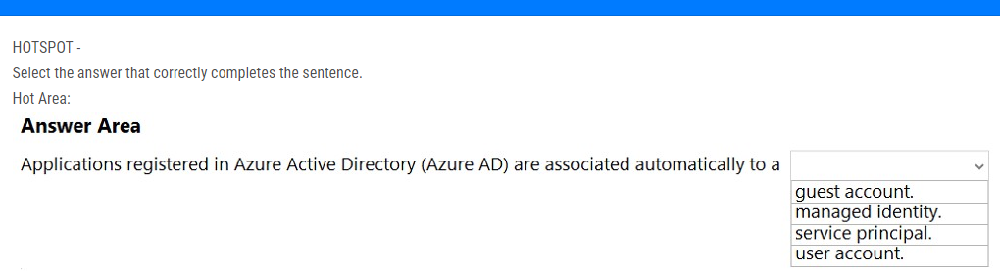 HOTSPOT -
Select the answer that correctly completes the sentence.
Hot Area:
Answer Area
Applications registered in Azure Active Directory (Azure AD) are associated automatically to a
guest account.
managed identity.
service principal.
user account.